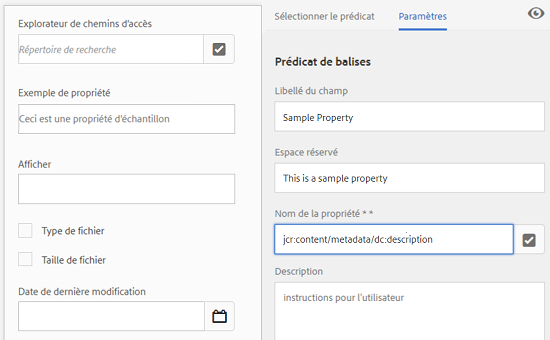 Explorateur de chemins d'accès
Répertoire de recherche
Exemple de propriété
Ceci est une propriété d'échantillon
Afficher
Type de fichier
Taille de fichier
Date de dernière modification
Sélectionner le prédicat
Paramètres
Prédicat de balises
Libellé du champ
Sample Property
Espace réservé
This is a sample property
Nom de la propriété * *
jcr:content/metadata/dc:description
Description
instructions pour l'utilisateur